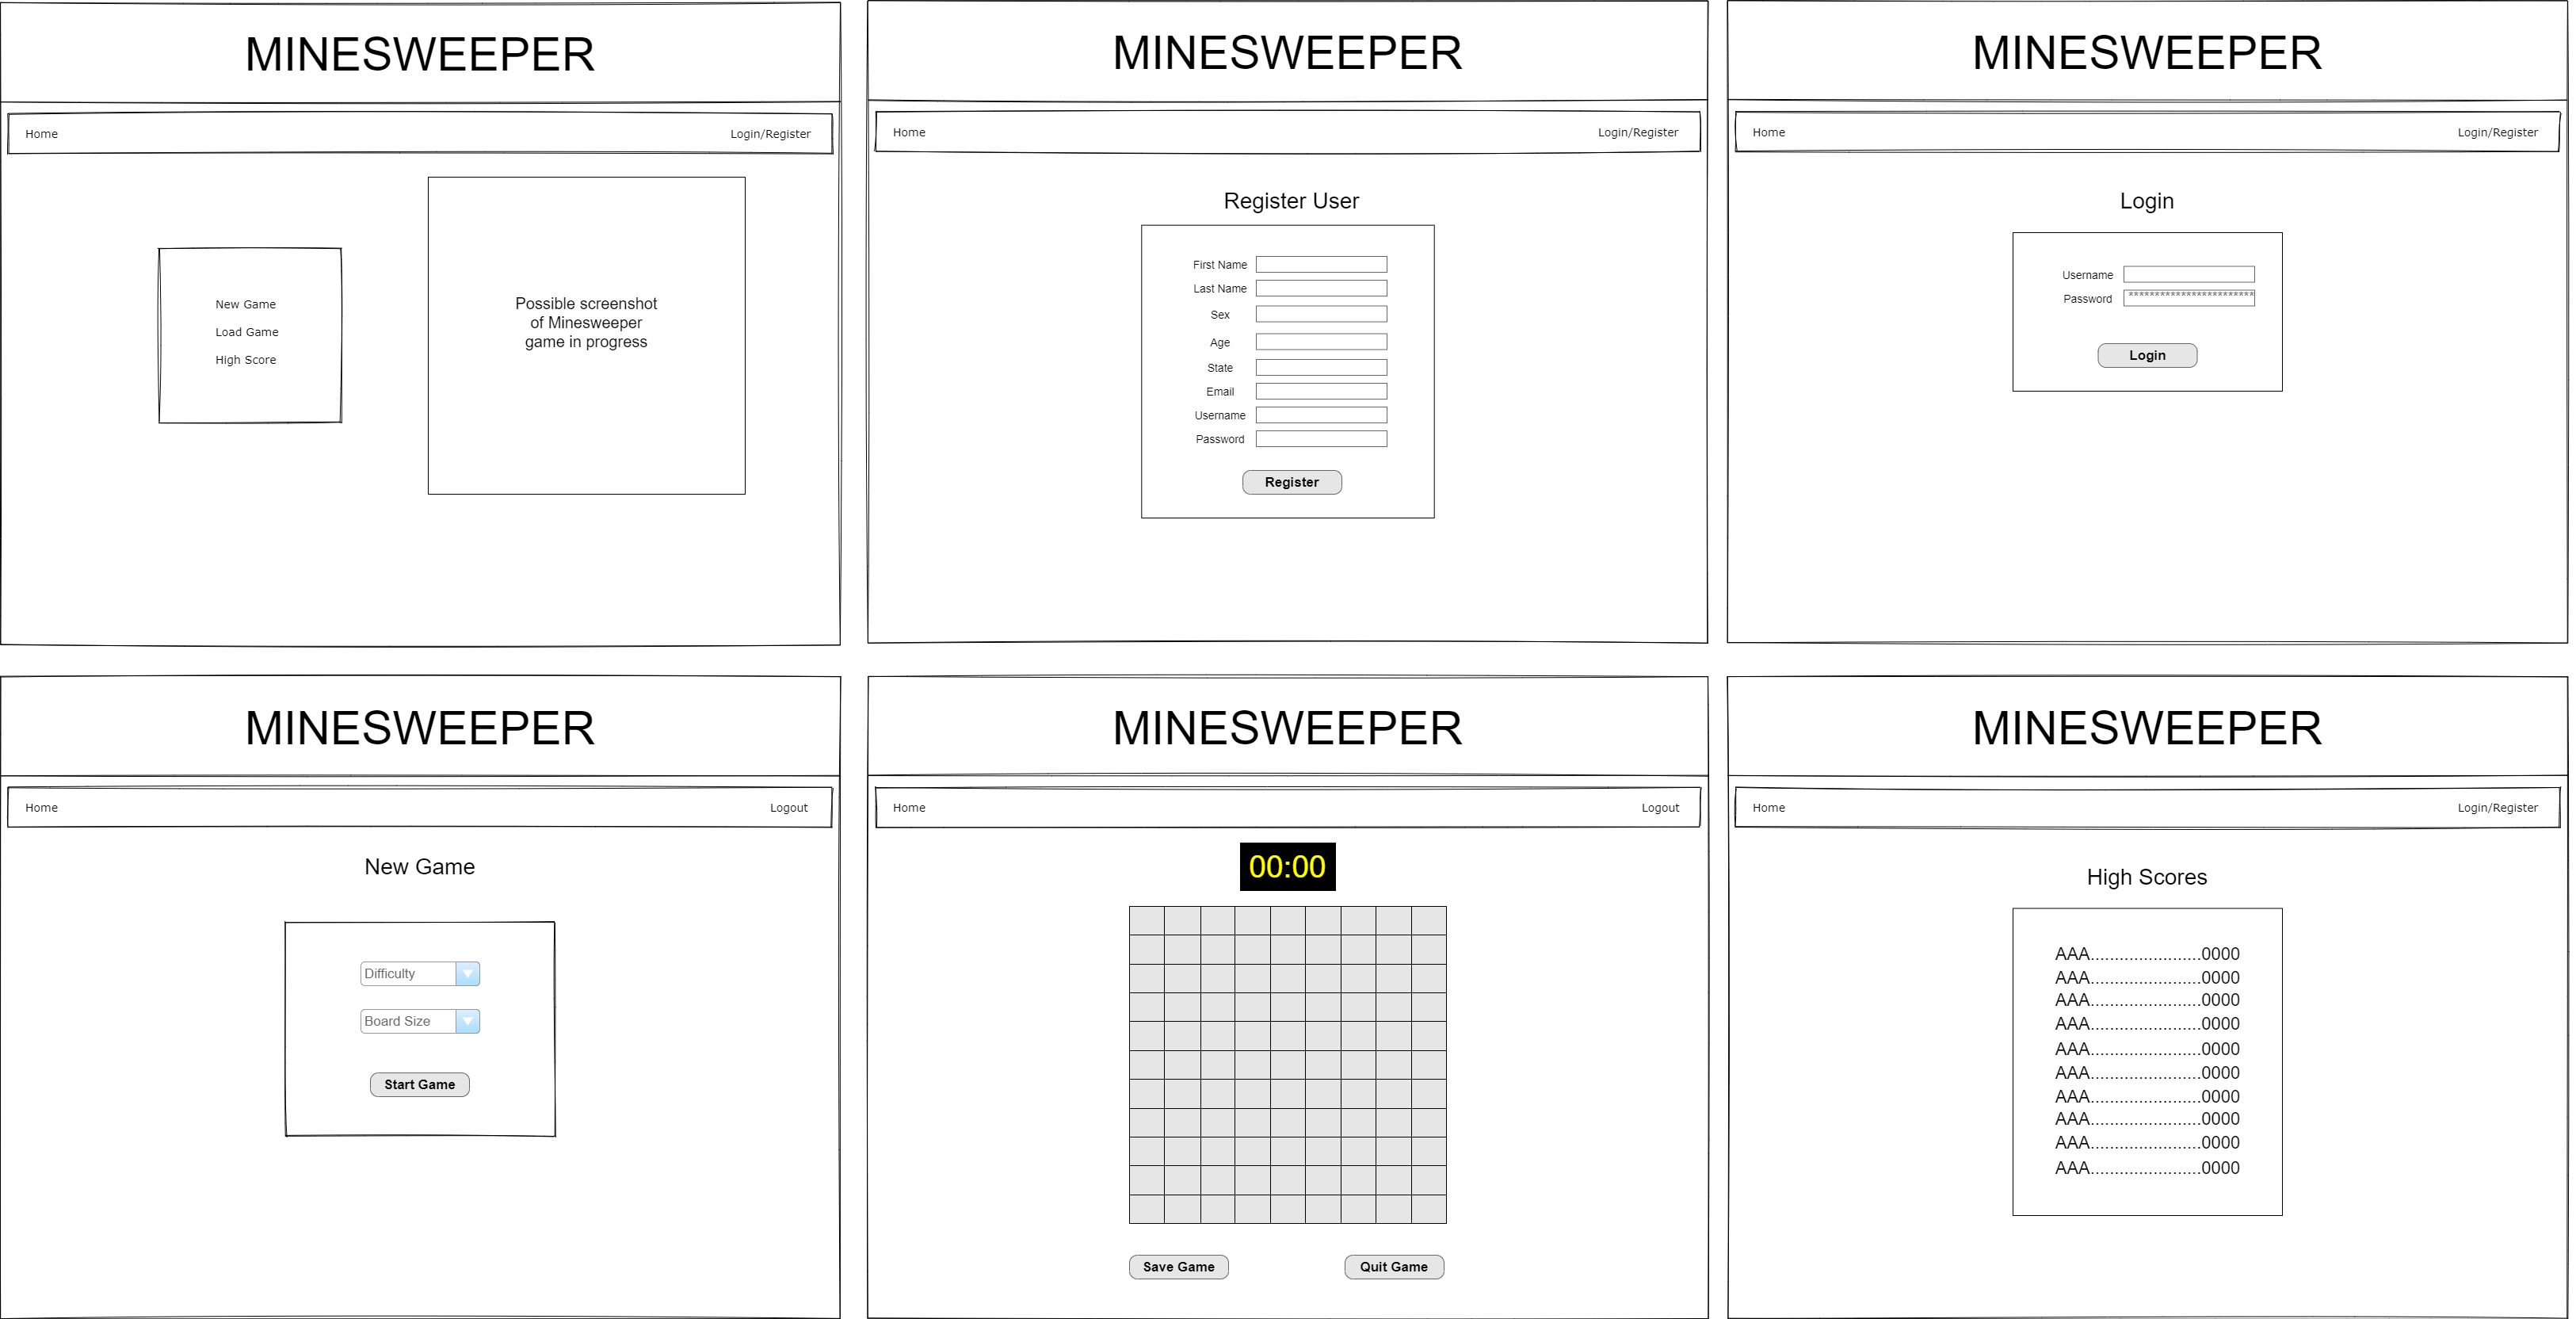 MINESWEEPER
Home
Login/Register
New Game
Load Game
High Score
Possible screenshot
of Minesweeper
game in progress
MINESWEEPER
Home
Login/Register
Register User
First Name
Last Name
Sex
Age
State
Email
Username
Password
Register
MINESWEEPER
Home
Login/Register
Login
Username
Password ************************
Login
MINESWEEPER
Home
Logout
New Game
Difficulty
Board Size
Start Game
MINESWEEPER
Home
Logout
00:00
Save Game
Quit Game
MINESWEEPER
Home
Login/Register
High Scores
AAA.......................0000
AAA.......................0000
AAA.......................0000
AAA.......................0000
AAA.......................0000
AAA.......................0000
AAA.......................0000
AAA.......................0000
AAA.......................0000
AAA.......................0000